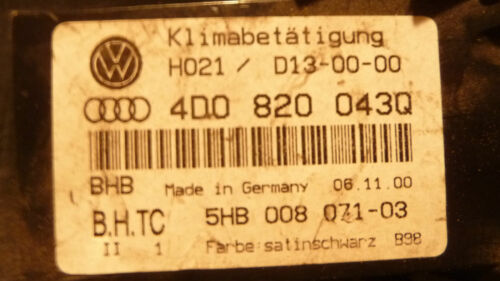 Klimabetätigung
H021 / D13-00-00
4D0 820 043Q
BHB Made in Germany 06.11.00
B.H.TC 5HB 008 071-03
II 1 Farbe:satinschwarz B98